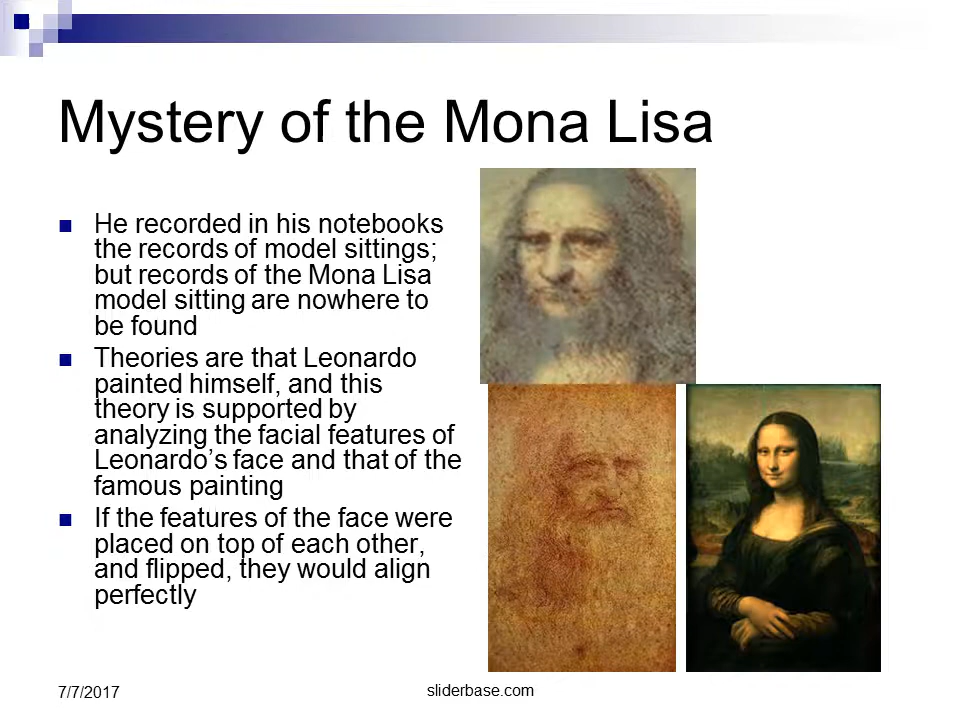 Mystery of the Mona Lisa
He recorded in his notebooks
the records of model sittings;
but records of the Mona Lisa
model sitting are nowhere to
be found
Theories are that Leonardo
painted himself, and this
theory is supported by
analyzing the facial features of
Leonardo’s face and that of the
famous painting
If the features of the face were
placed on top of each other,
and flipped, they would align
perfectly
7/7/2017
sliderbase.com